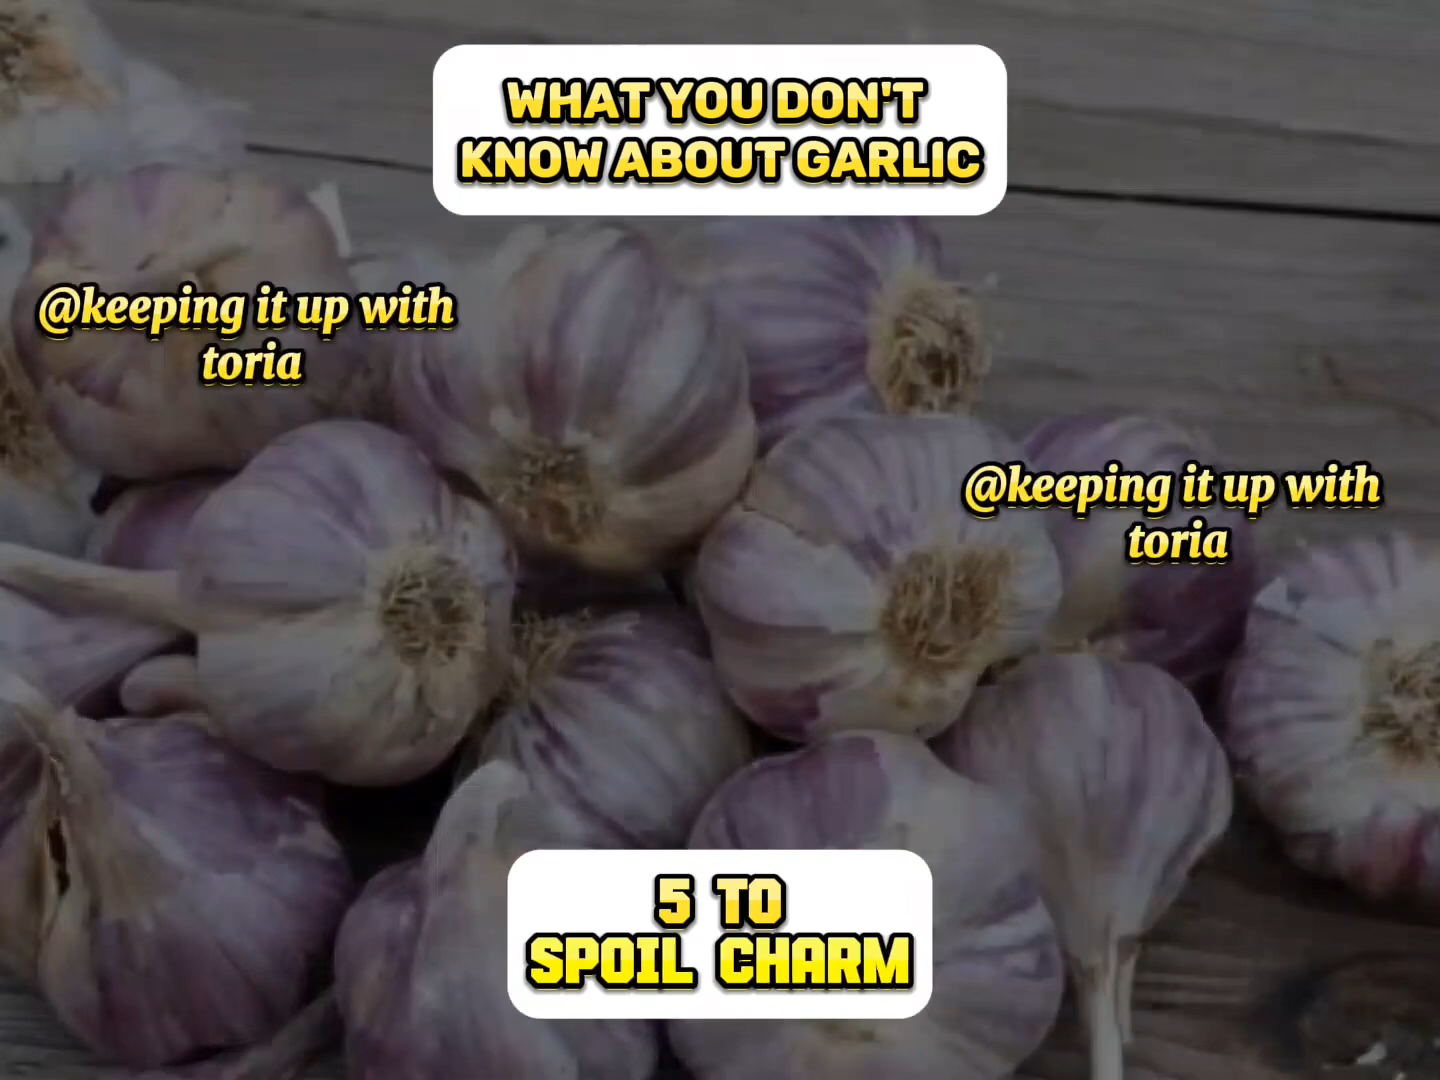 WHAT YOU DON'T
KNOW ABOUT GARLIC
@keeping it up with
toria
@keeping it up with
toria
5 TO
SPOIL CHARM